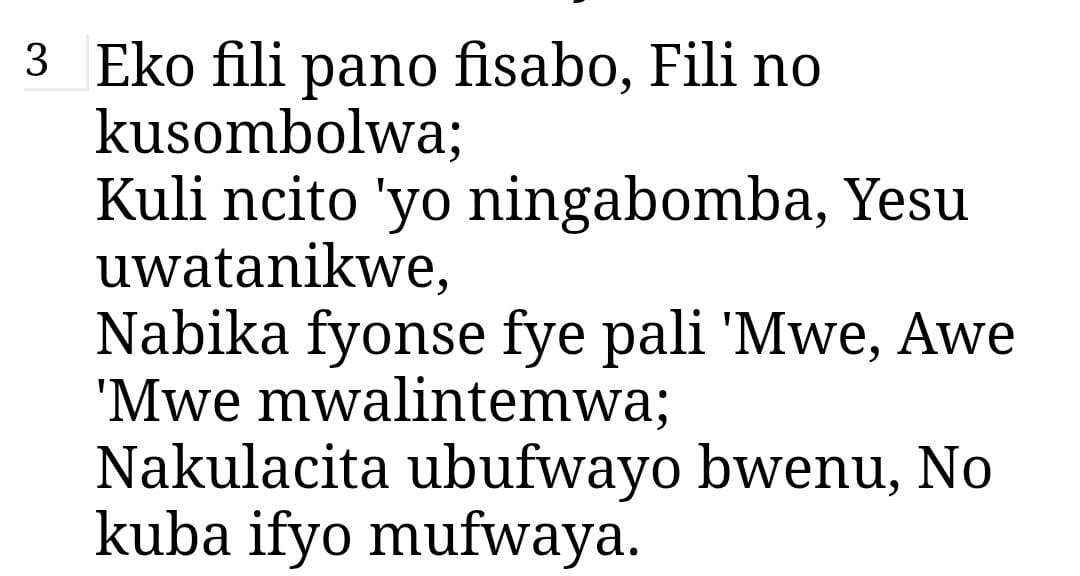 3 Eko fili pano fisabo, Fili no
kusombolwa;
Kuli ncito 'yo ningabomba, Yesu
uwatanikwe,
Nabika fyonse fye pali 'Mwe, Awe
'Mwe mwalintemwa;
Nakulacita ubufwayo bwenu, No
kuba ifyo mufwaya.